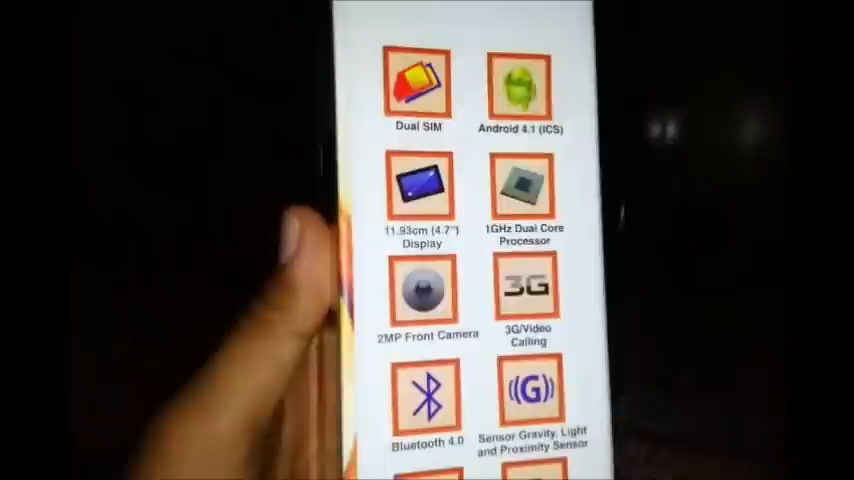 Dual SIM
Android 4.1 (ICS)
11.93cm (4.7")
Display
1GHz Dual Core
Processor
2MP Front Camera
3G
3G/Video
Calling
Bluetooth 4.0
((G))
Sensor Gravity, Light
and Proximity Sensor